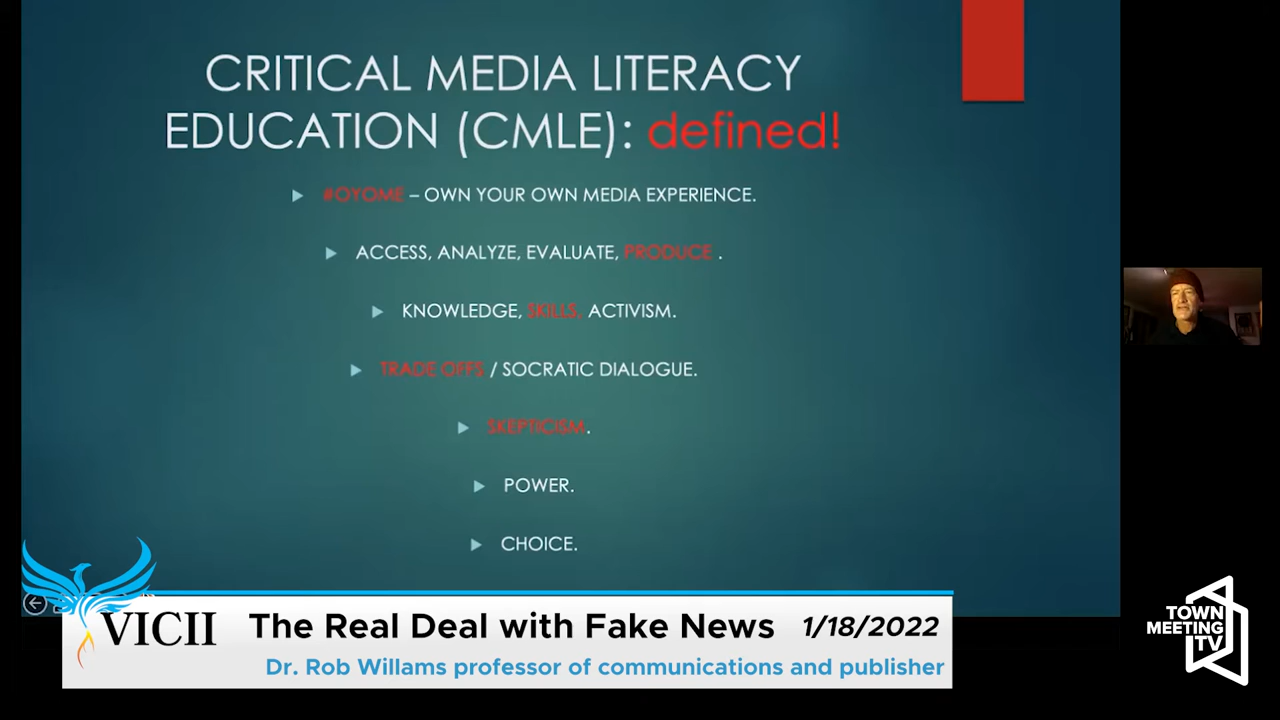 CRITICAL MEDIA LITERACY
EDUCATION (CMLE): defined!
#OYOME – OWN YOUR OWN MEDIA EXPERIENCE.
ACCESS, ANALYZE, EVALUATE, PRODUCE .
KNOWLEDGE, SKILLS. ACTIVISM.
TRADE OFFS / SOCRATIC DIALOGUE.
SKEPTICISM.
POWER.
CHOICE.
VICII
The Real Deal with Fake News 1/18/2022
Dr. Rob Willams professor of communications and publisher
TOWN
MEETING
TV